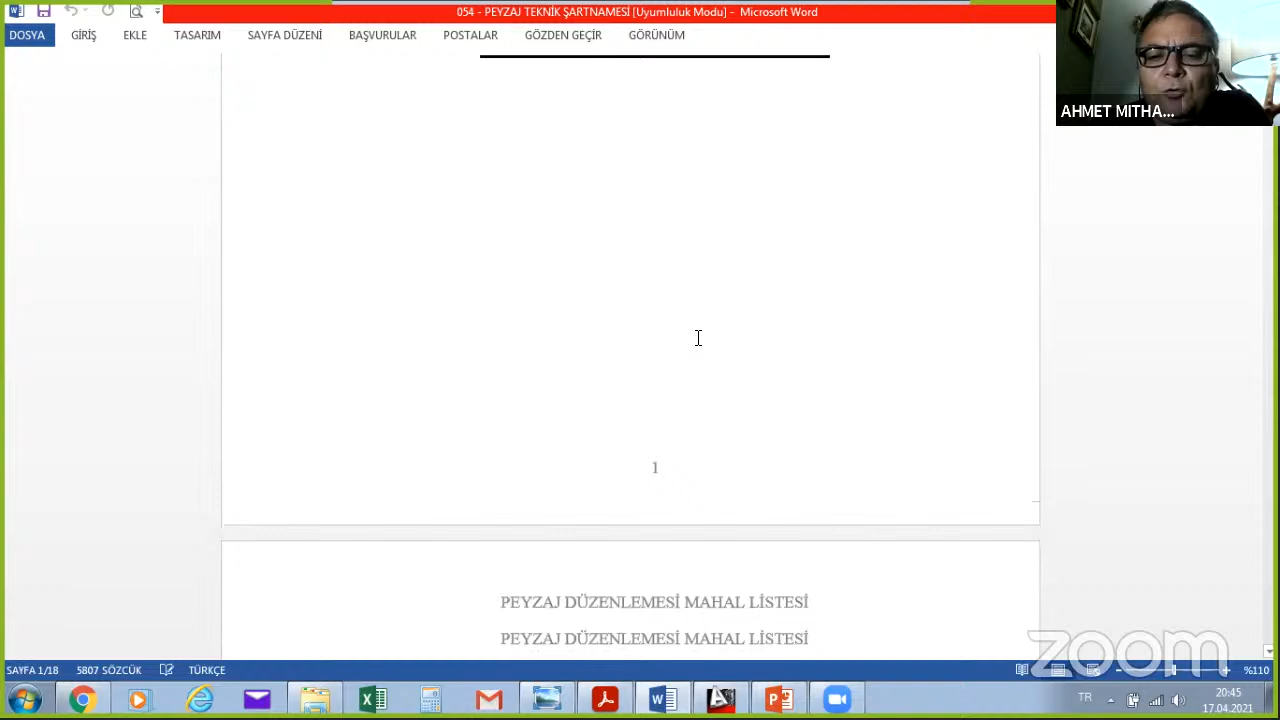 054 - PEYZAJ TEKNİK ŞARTNAMESİ [Uyumluluk Modu] - Microsoft Word
DOSYA GİRİŞ EKLE TASARIM SAYFA DÜZENİ BAŞVURULAR POSTALAR GÖZDEN GEÇİR GÖRÜNÜM
AHMET MITHA...
1
PEYZAJ DÜZENLEMESİ MAHAL LİSTESİ
PEYZAJ DÜZENLEMESİ MAHAL LİSTESİ
zoom
SAYFA 1/18 5807 SÖZCÜK TÜRKÇE %110
TR 20:45
17.04.2021